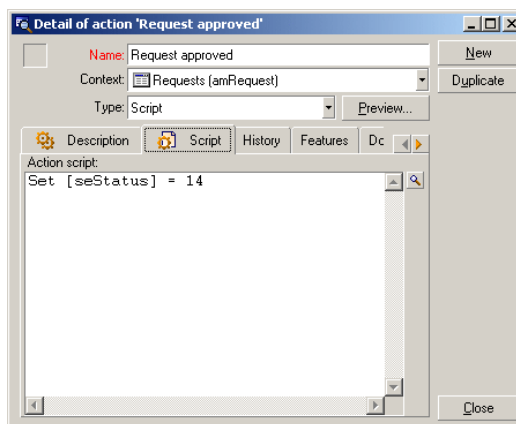 Detail of action 'Request approved'
Name: Request approved
New
Context: Requests (amRequest)
Duplicate
Type: Script
Preview...
Description
Script
History
Features
Dc
Action script:
Set [seStatus] = 14
Close